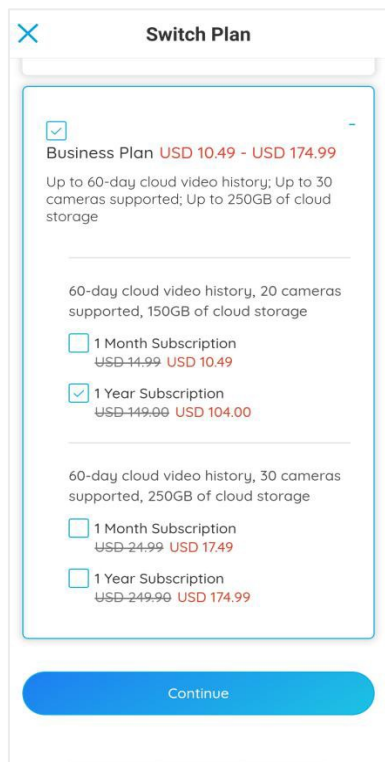 Switch Plan
-
Business Plan USD 10.49 - USD 174.99
Up to 60-day cloud video history; Up to 30
cameras supported; Up to 250GB of cloud
storage
60-day cloud video history, 20 cameras
supported, 150GB of cloud storage
1 Month Subscription
USD 14.99 USD 10.49
1 Year Subscription
USD 149.00 USD 104.00
60-day cloud video history, 30 cameras
supported, 250GB of cloud storage
1 Month Subscription
USD 24.99 USD 17.49
1 Year Subscription
USD 249.90 USD 174.99
Continue